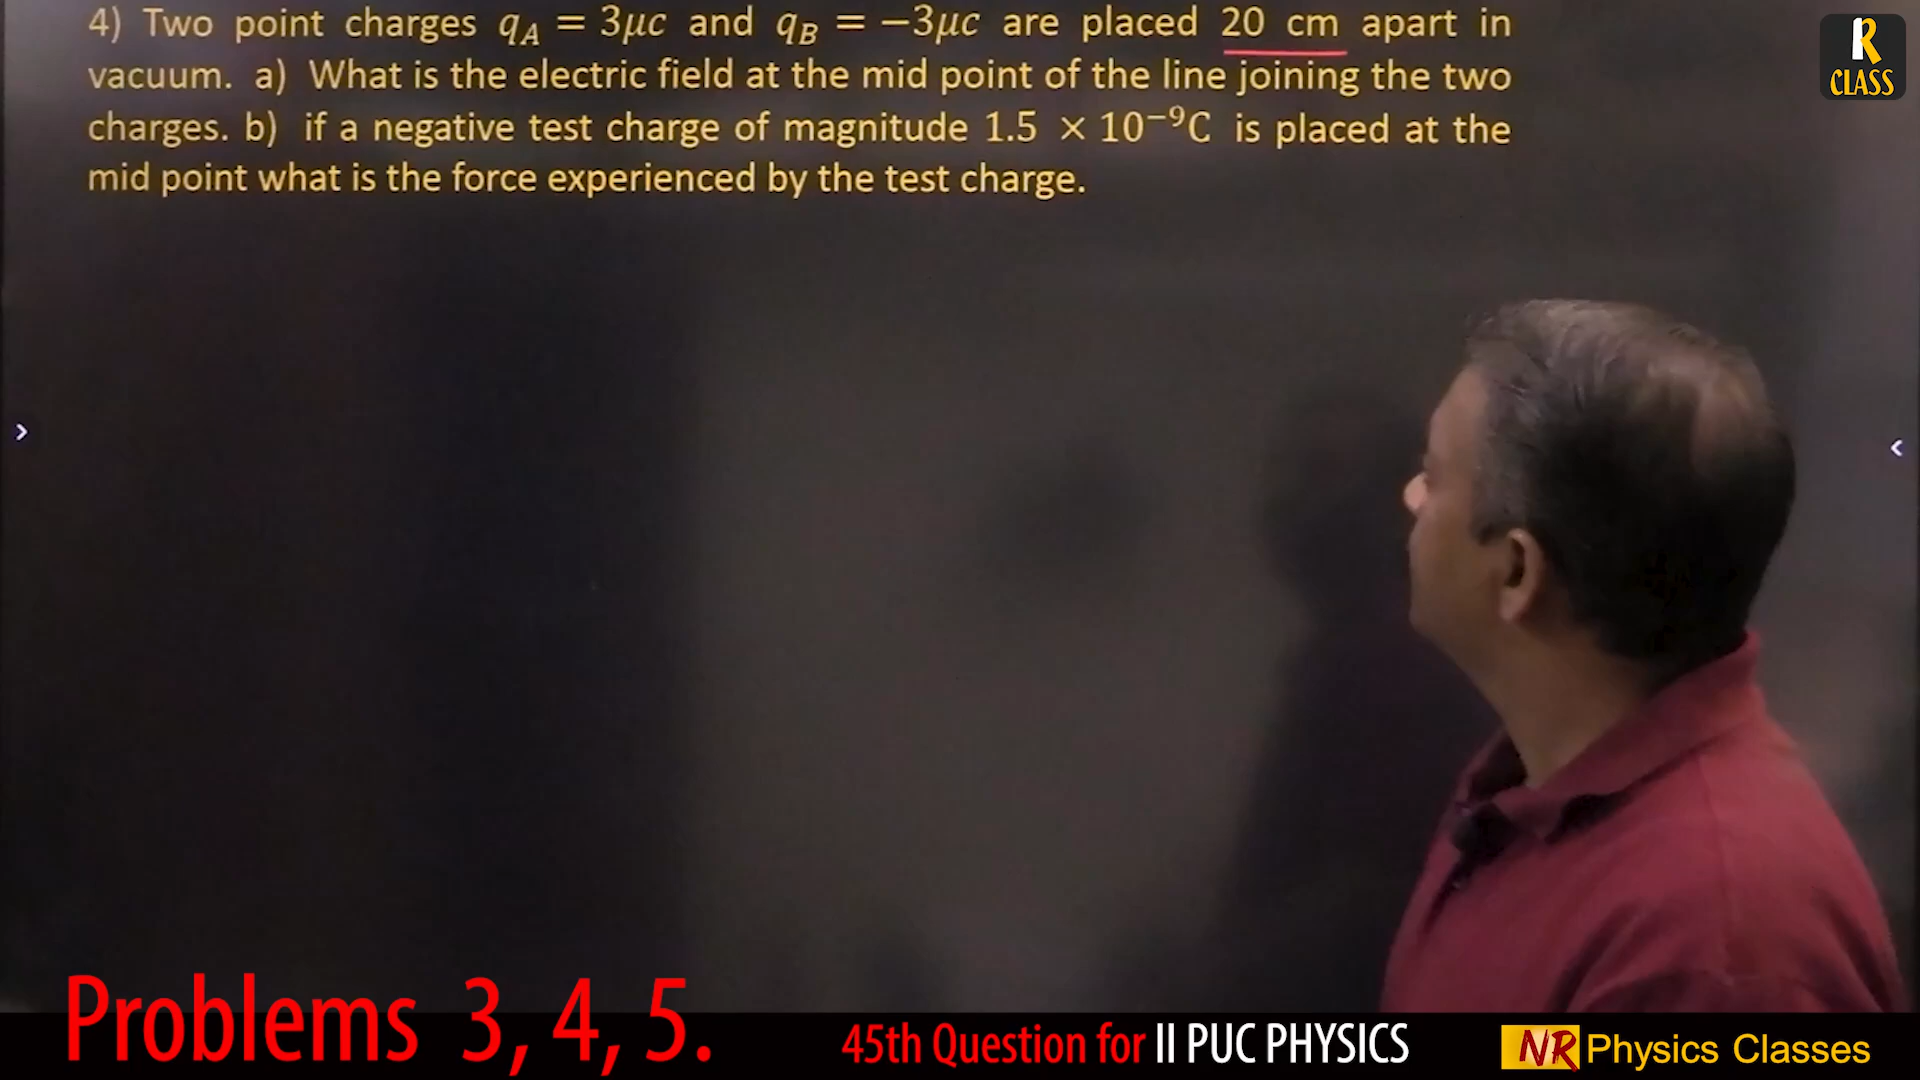 4) Two point charges q_A = 3μc and q_B = −3μc are placed 20 cm apart in
vacuum. a) What is the electric field at the mid point of the line joining the two
charges. b) if a negative test charge of magnitude 1.5 × 10⁻⁹C is placed at the
mid point what is the force experienced by the test charge.
R
CLASS
Problems 3, 4, 5.
45th Question for II PUC PHYSICS
NR Physics Classes